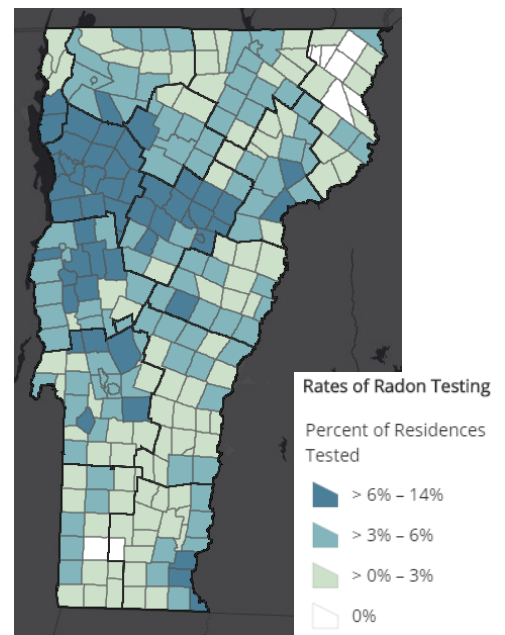 Rates of Radon Testing
Percent of Residences
Tested
> 6% – 14%
> 3% – 6%
> 0% – 3%
0%